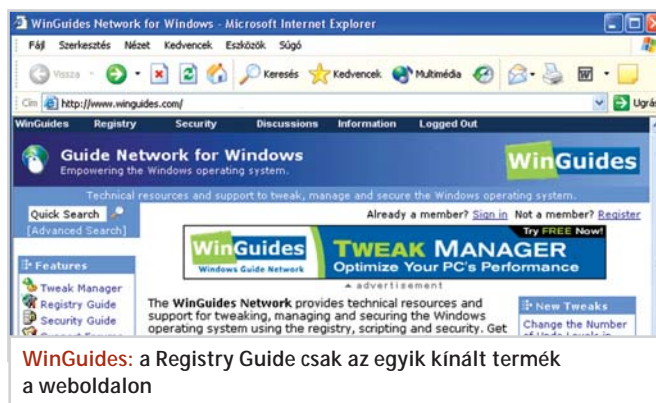 WinGuides Network for Windows - Microsoft Internet Explorer
Fájl Szerkesztés Nézet Kedvencek Eszközök Súgó
Vissza Keresés Kedvencek Multimédia
Cím http://www.winguides.com/ Ugrás
WinGuides Registry Security Discussions Information Logged Out
Guide Network for Windows
Empowering the Windows operating system.
WinGuides
Technical resources and support to tweak, manage and secure the Windows operating system.
Quick Search
[Advanced Search]
Already a member? Sign in Not a member? Register
WinGuides
Windows Guide Network
TWEAK MANAGER
Optimize Your PC's Performance
Try FREE Now!
advertisement
Features
Tweak Manager
Registry Guide
Security Guide
The WinGuides Network provides technical resources and
support for tweaking, managing and securing the Windows
operating system using the registry, scripting and security. Get
New Tweaks
Change the Number
WinGuides: a Registry Guide csak az egyik kínált termék
a weboldalon